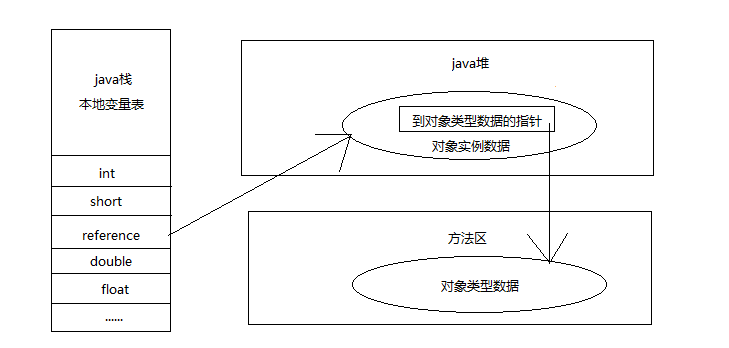 java栈
本地变量表
int
short
reference
double
float
......
java堆
到对象类型数据的指针
对象实例数据
方法区
对象类型数据